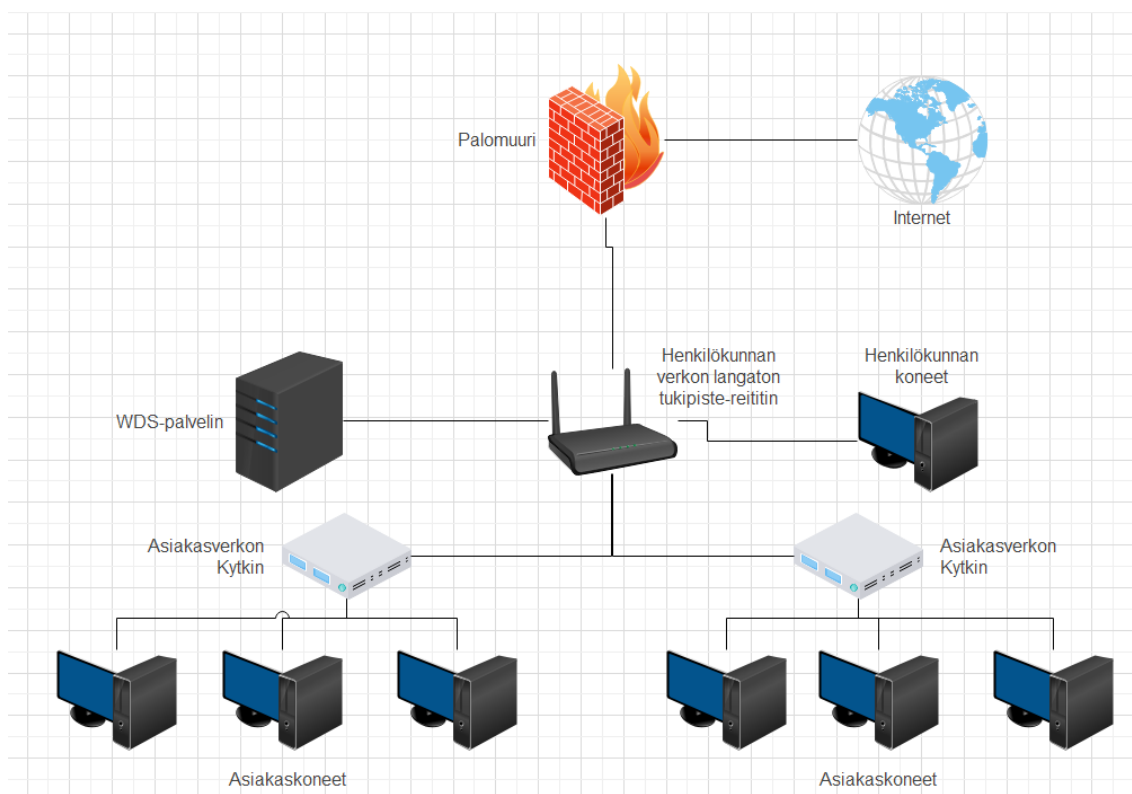 Palomuuri
Internet
Henkilökunnan
verkon langaton
tukipiste-reititin
Henkilökunnan
koneet
WDS-palvelin
Asiakasverkon
Kytkin
Asiakasverkon
Kytkin
Asiakaskoneet
Asiakaskoneet